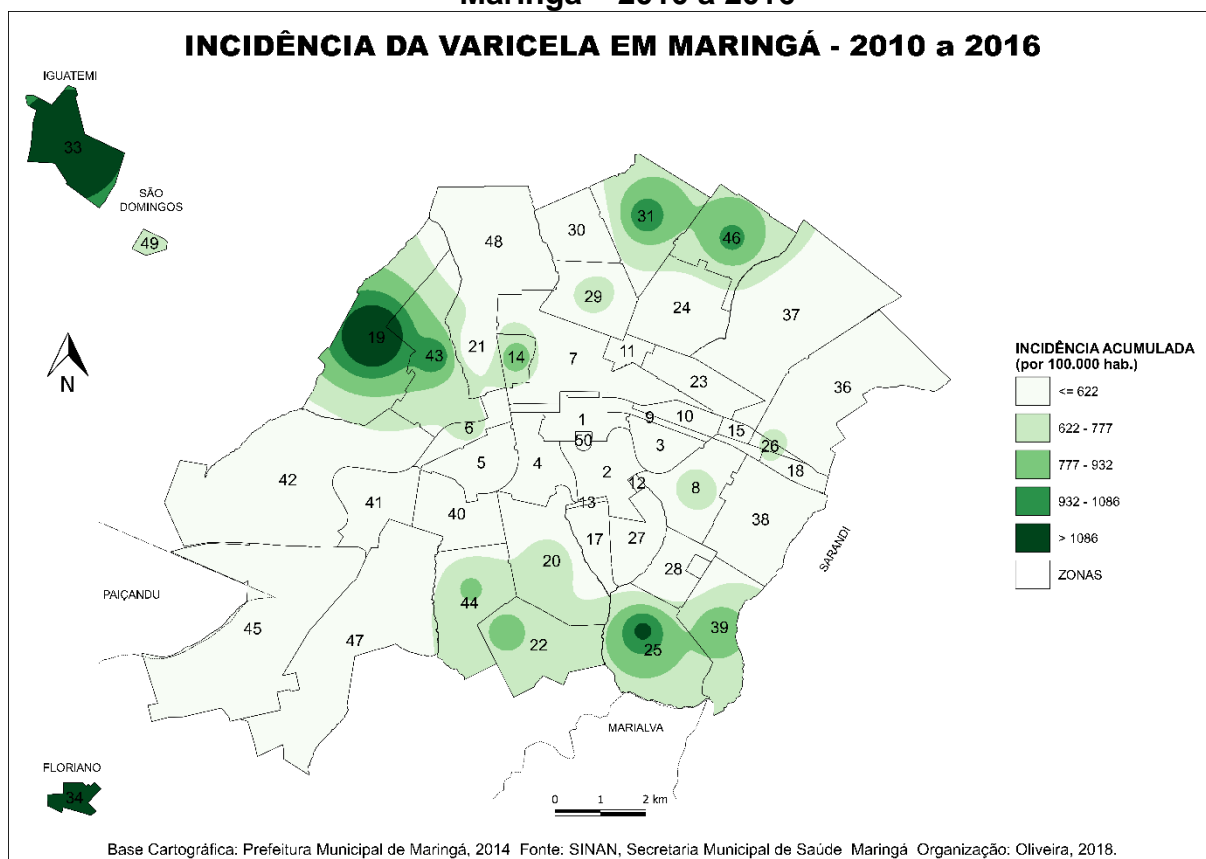 Maringá – 2010 a 2016
INCIDÊNCIA DA VARICELA EM MARINGÁ - 2010 a 2016
IGUATEMI
33
SÃO
DOMINGOS
49
N
48
30
31
46
29
24
37
19
43
21
14
7
11
23
36
6
1
50
9
10
15
26
18
5
4
2
3
12
8
42
41
40
13
17
27
38
28
20
44
22
25
39
45
47
PAIÇANDU
SARANDI
MARIALVA
FLORIANO
34
INCIDÊNCIA ACUMULADA
(por 100.000 hab.)
<= 622
622 - 777
777 - 932
932 - 1086
> 1086
ZONAS
0 1 2 km
Base Cartográfica: Prefeitura Municipal de Maringá, 2014 Fonte: SINAN, Secretaria Municipal de Saúde Maringá Organização: Oliveira, 2018.